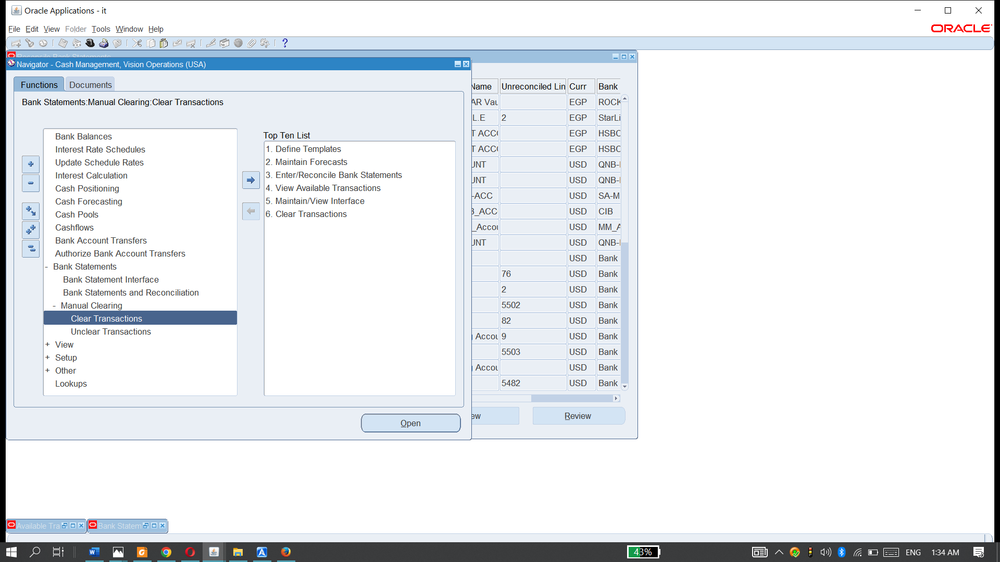 Oracle Applications - it
File Edit View Folder Tools Window Help
ORACLE
Reconcile Bank Statements
Navigator - Cash Management, Vision Operations (USA)
Functions Documents
Bank Statements:Manual Clearing:Clear Transactions
Bank Balances
Interest Rate Schedules
Update Schedule Rates
Interest Calculation
Cash Positioning
Cash Forecasting
Cash Pools
Cashflows
Bank Account Transfers
Authorize Bank Account Transfers
- Bank Statements
Bank Statement Interface
Bank Statements and Reconciliation
- Manual Clearing
Clear Transactions
Unclear Transactions
+ View
+ Setup
+ Other
Lookups
Top Ten List
1. Define Templates
2. Maintain Forecasts
3. Enter/Reconcile Bank Statements
4. View Available Transactions
5. Maintain/View Interface
6. Clear Transactions
Open
Name Unreconciled Lin Curr Bank
AR Vau EGP ROCK
L.E 2 EGP StarLi
T ACC EGP HSBC
T ACC EGP HSBC
UNT USD QNB-
UNT USD QNB-
-ACC USD SA-M
B_ACC USD CIB
_Accou USD MM_A
UNT USD QNB-
USD Bank
76 USD Bank
2 USD Bank
5502 USD Bank
82 USD Bank
g Accou 9 USD Bank
5503 USD Bank
g Accou USD Bank
5482 USD Bank
ew Review
Available Tra Bank Statem
43% ENG 1:34 AM